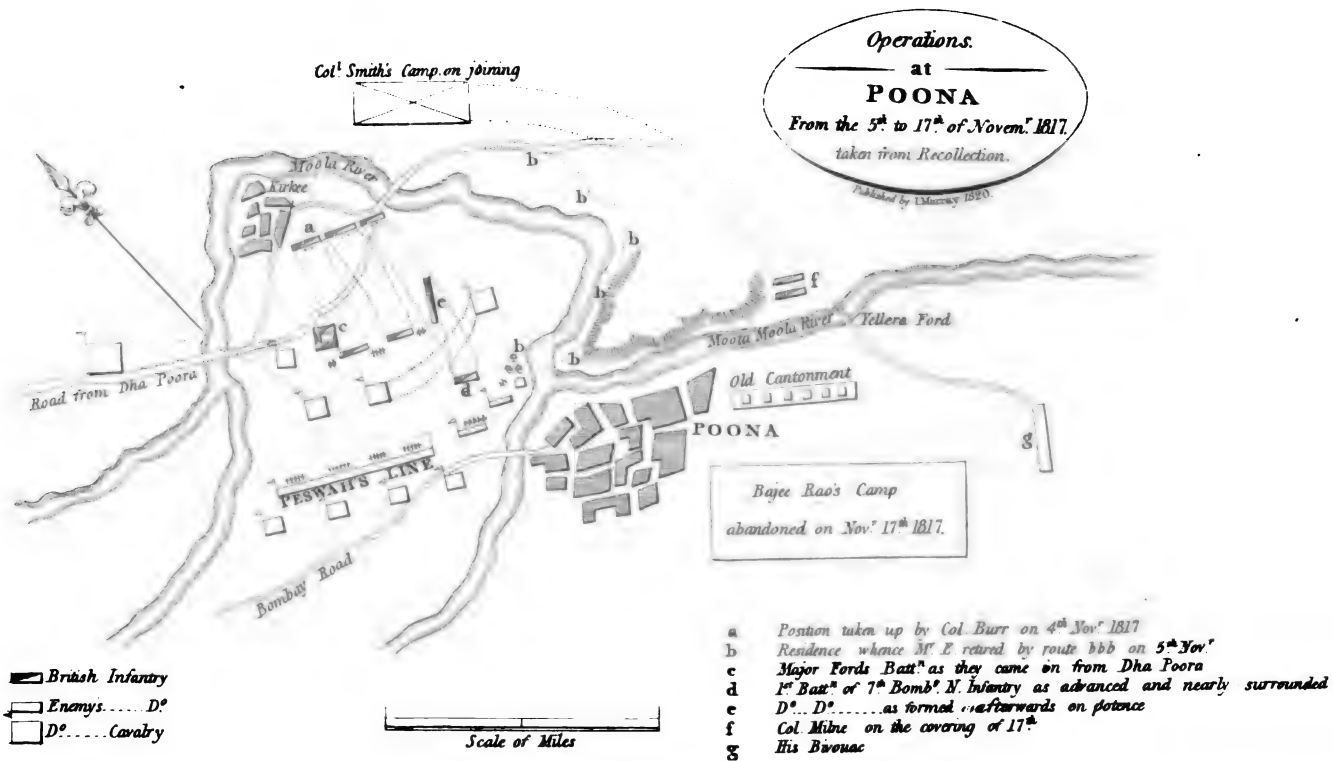 Operations.
at
POONA
From the 5th. to 17th. of Novemr. 1817.
taken from Recollection.
Published by I. Murray 1820.
Coll. Smith's Camp on joining
Moola River
Kirkee
a
b
b
b
b
b
b
c
e
d
f
Road from Dha Poora
Moota Moola River
Yellera Ford
Old Cantonment
POONA
g
PESWAH'S LINE
Bajee Rao's Camp
abandoned on Novr. 17th 1817.
Bombay Road
British Infantry
Enemys..... Do.
Do..... Cavalry
Scale of Miles
a Position taken up by Col. Burr on 4th Novr. 1817
b Residence whence Mr. E. retired by route bbb on 5th Novr.
c Major Fords Battn. as they came on from Dha Poora
d 1st Battn. of 7th Bomby. N. Infantry as advanced and nearly surrounded
e Do... Do....... as formed afterwards on potence
f Col. Milne on the covering of 17th.
g His Bivouac